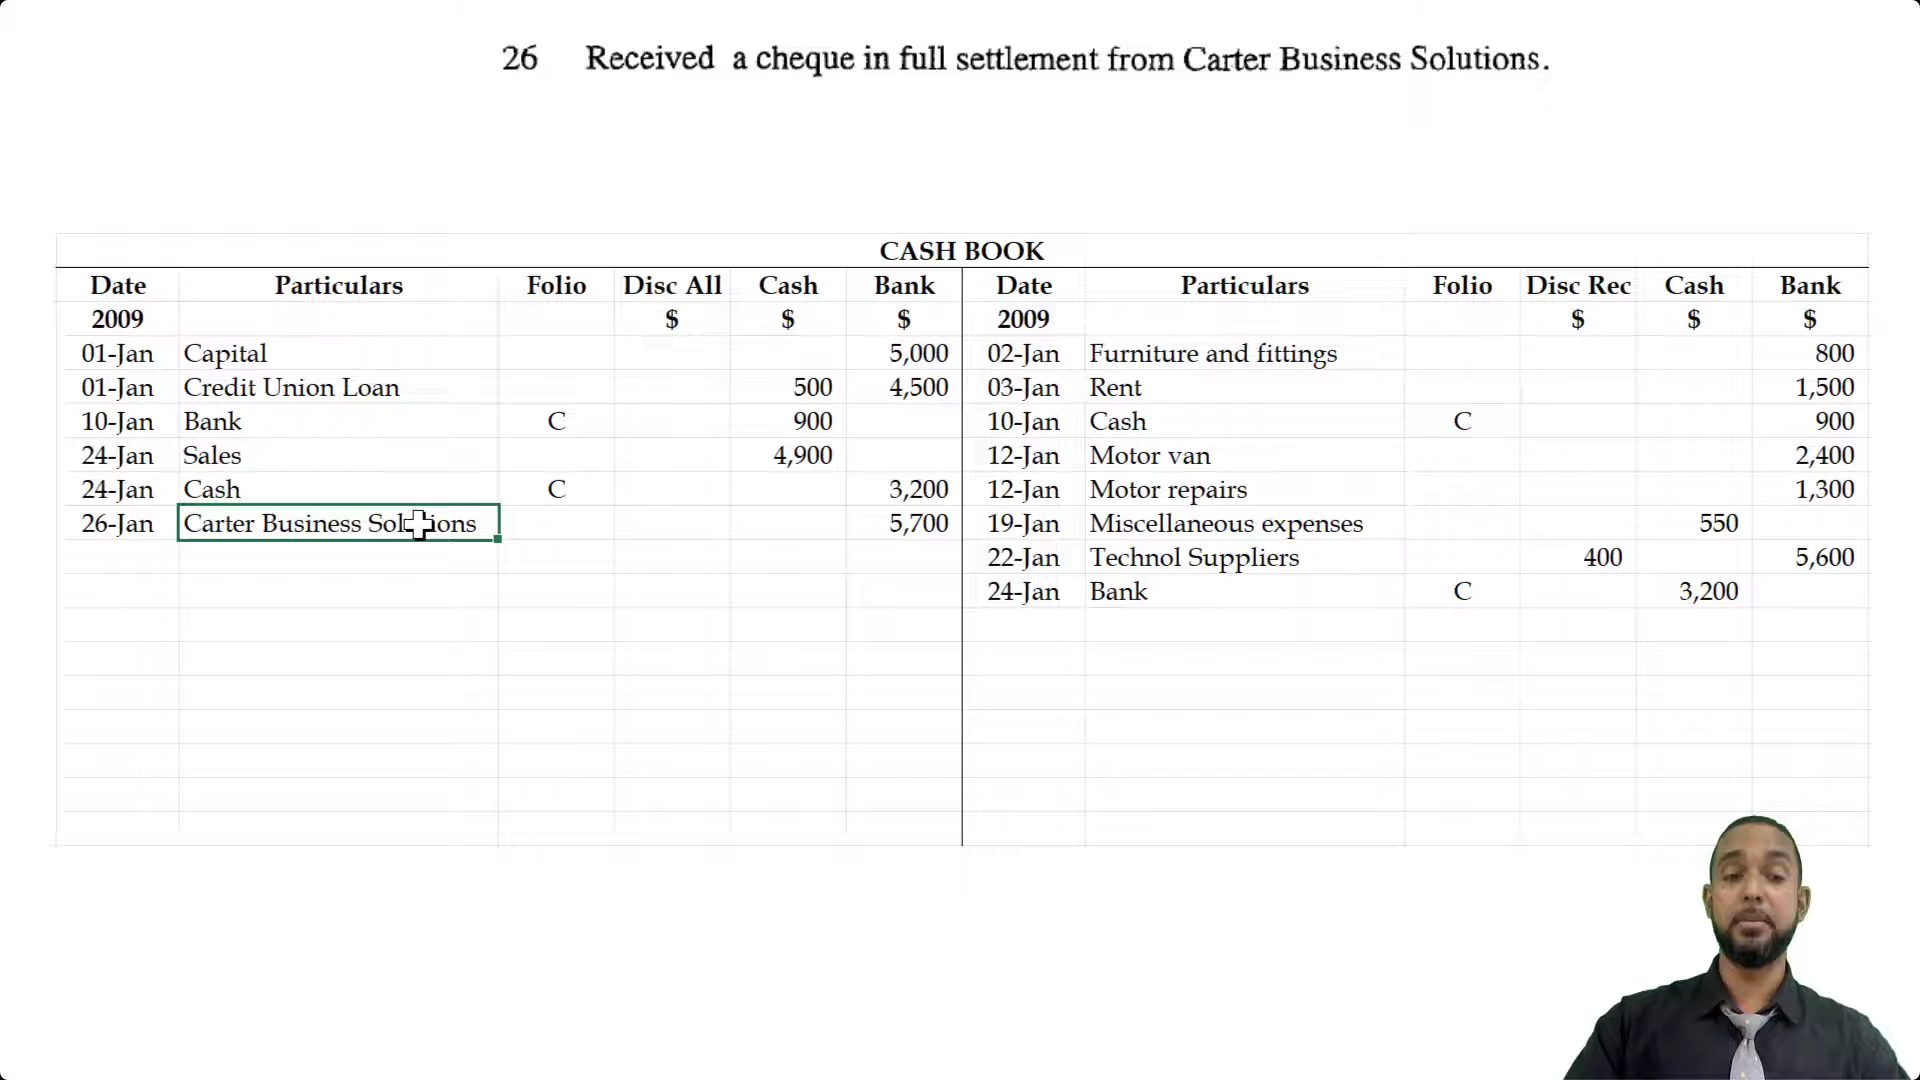 26 Received a cheque in full settlement from Carter Business Solutions.
CASH BOOK
Date Particulars Folio Disc All Cash Bank Date Particulars Folio Disc Rec Cash Bank
2009 $ $ $ 2009 $ $ $
01-Jan Capital 5,000 02-Jan Furniture and fittings 800
01-Jan Credit Union Loan 500 4,500 03-Jan Rent 1,500
10-Jan Bank C 900 10-Jan Cash C 900
24-Jan Sales 4,900 12-Jan Motor van 2,400
24-Jan Cash C 3,200 12-Jan Motor repairs 1,300
26-Jan Carter Business Solutions 5,700 19-Jan Miscellaneous expenses 550
22-Jan Technol Suppliers 400 5,600
24-Jan Bank C 3,200